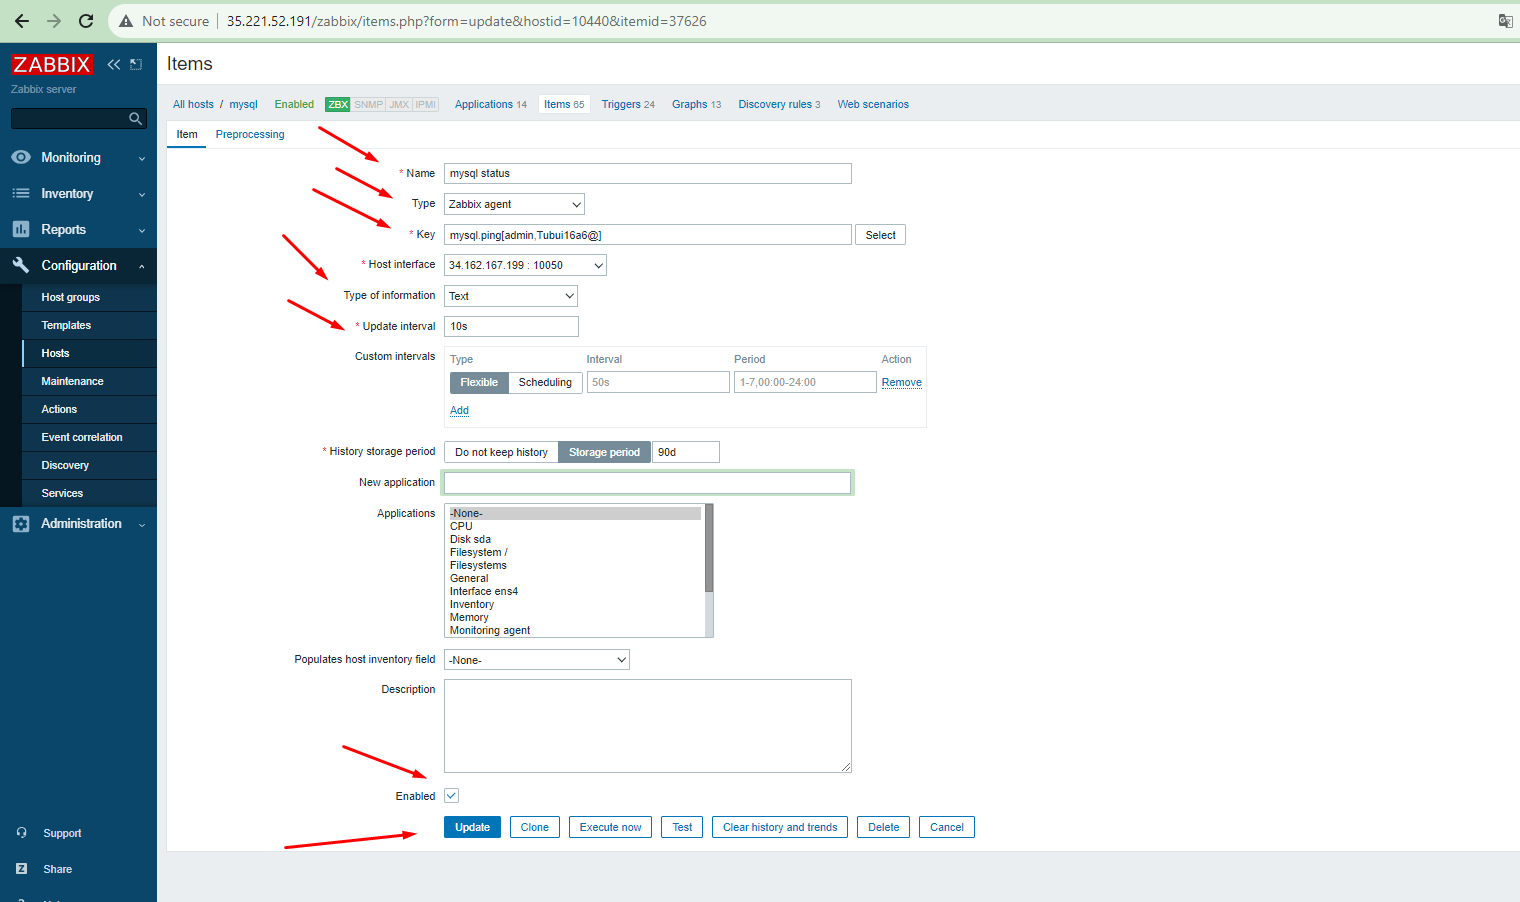 Not secure 35.221.52.191/zabbix/items.php?form=update&hostid=10440&itemid=37626
ZABBIX
Zabbix server
Monitoring
Inventory
Reports
Configuration
Host groups
Templates
Hosts
Maintenance
Actions
Event correlation
Discovery
Services
Administration
Support
Z Share
Items
All hosts / mysql Enabled ZBX SNMP JMX IPMI Applications 14 Items 65 Triggers 24 Graphs 13 Discovery rules 3 Web scenarios
Item Preprocessing
* Name mysql status
Type Zabbix agent
* Key mysql.ping[admin,Tubui16a6@] Select
* Host interface 34.162.167.199 : 10050
Type of information Text
* Update interval 10s
Custom intervals Type Interval Period Action
Flexible Scheduling 50s 1-7,00:00-24:00 Remove
Add
* History storage period Do not keep history Storage period 90d
New application
Applications -None-
CPU
Disk sda
Filesystem /
Filesystems
General
Interface ens4
Inventory
Memory
Monitoring agent
Populates host inventory field -None-
Description
Enabled
Update Clone Execute now Test Clear history and trends Delete Cancel